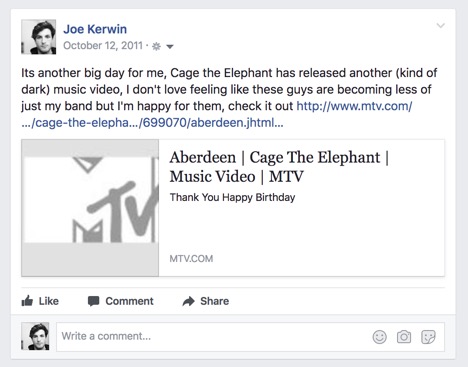 Joe Kerwin
October 12, 2011 ·
Its another big day for me, Cage the Elephant has released another (kind of
dark) music video, I don't love feeling like these guys are becoming less of
just my band but I'm happy for them, check it out http://www.mtv.com/
…/cage-the-elepha…/699070/aberdeen.jhtml…
MTV
Aberdeen | Cage The Elephant |
Music Video | MTV
Thank You Happy Birthday
MTV.COM
Like Comment Share
Write a comment...